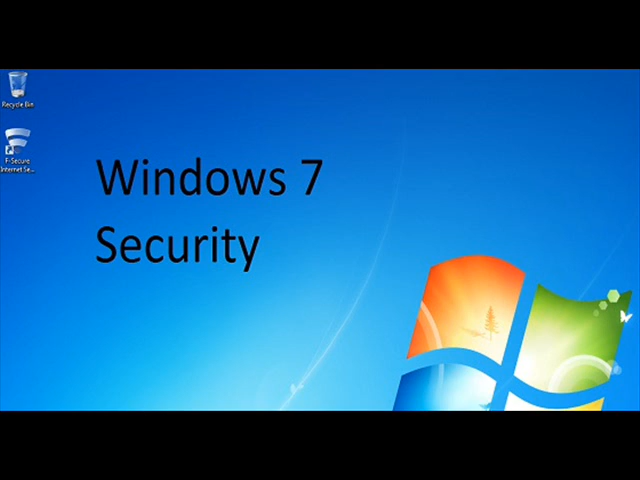 Recycle Bin
F-Secure
Internet Se...
Windows 7
Security